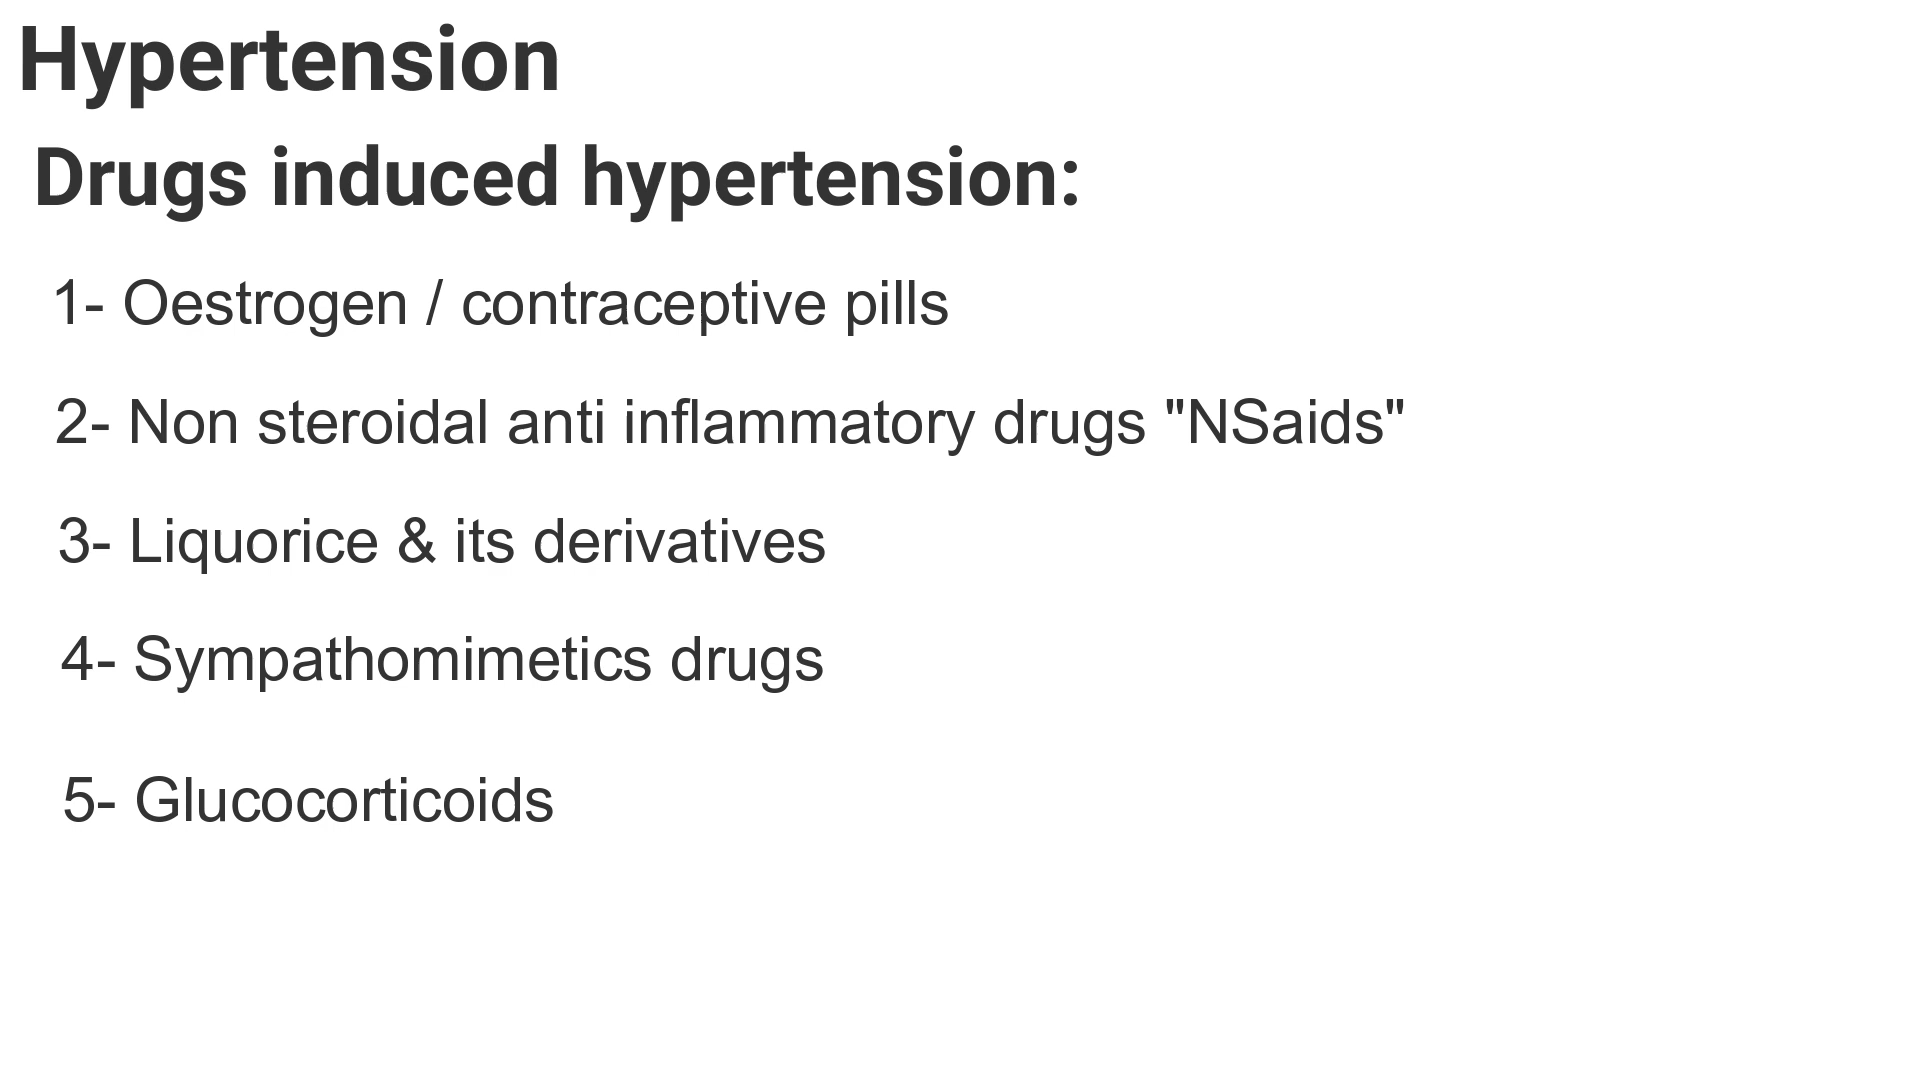 Hypertension
Drugs induced hypertension:
1- Oestrogen / contraceptive pills
2- Non steroidal anti inflammatory drugs "NSaids"
3- Liquorice & its derivatives
4- Sympathomimetics drugs
5- Glucocorticoids